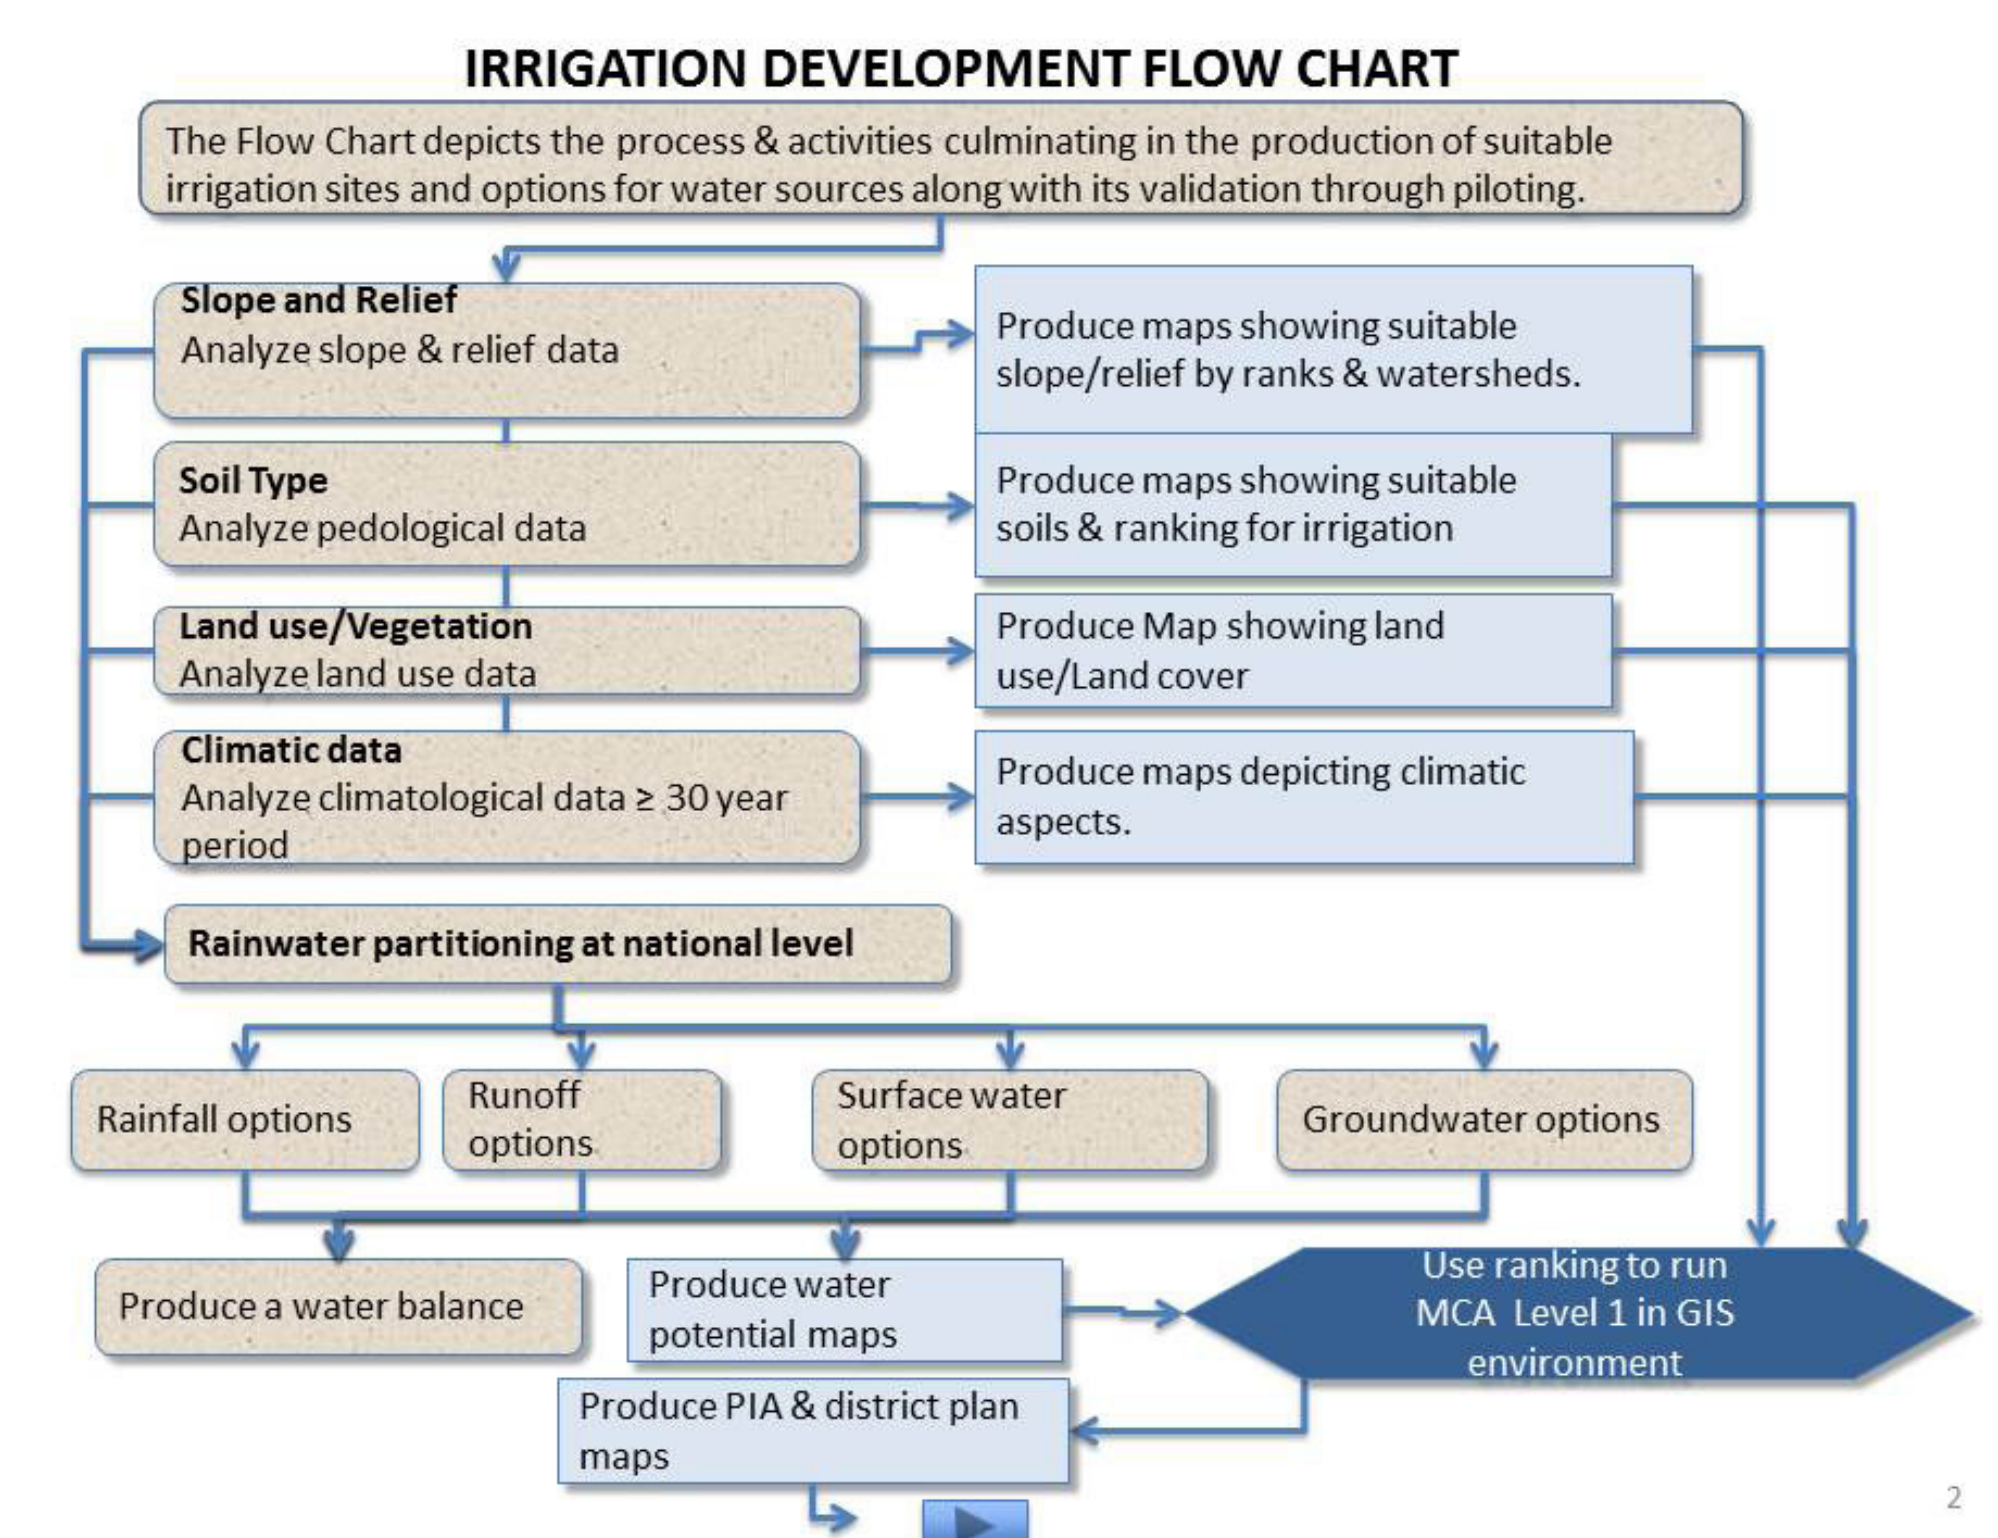 IRRIGATION DEVELOPMENT FLOW CHART
The Flow Chart depicts the process & activities culminating in the production of suitable
irrigation sites and options for water sources along with its validation through piloting.
Slope and Relief
Analyze slope & relief data
Produce maps showing suitable
slope/relief by ranks & watersheds.
Soil Type
Analyze pedological data
Produce maps showing suitable
soils & ranking for irrigation
Land use/Vegetation
Analyze land use data
Produce Map showing land
use/Land cover
Climatic data
Analyze climatological data ≥ 30 year
period
Produce maps depicting climatic
aspects.
Rainwater partitioning at national level
Rainfall options
Runoff
options
Surface water
options
Groundwater options
Produce a water balance
Produce water
potential maps
Use ranking to run
MCA Level 1 in GIS
environment
Produce PIA & district plan
maps
2